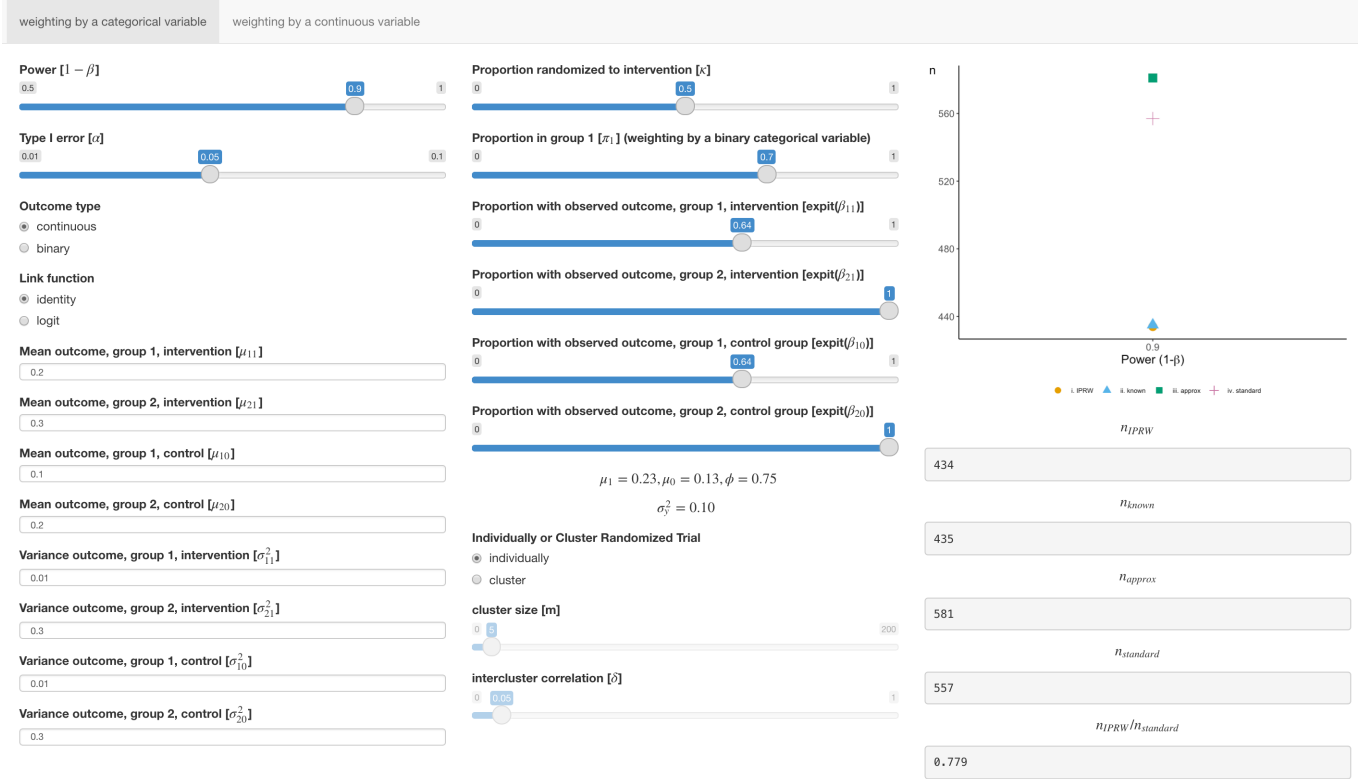 weighting by a categorical variable
weighting by a continuous variable
Power [1 − β]
0.5 0.9 1
Type I error [α]
0.01 0.05 0.1
Outcome type
continuous
binary
Link function
identity
logit
Mean outcome, group 1, intervention [μ11]
0.2
Mean outcome, group 2, intervention [μ21]
0.3
Mean outcome, group 1, control [μ10]
0.1
Mean outcome, group 2, control [μ20]
0.2
Variance outcome, group 1, intervention [σ²11]
0.01
Variance outcome, group 2, intervention [σ²21]
0.3
Variance outcome, group 1, control [σ²10]
0.01
Variance outcome, group 2, control [σ²20]
0.3
Proportion randomized to intervention [κ]
0 0.5 1
Proportion in group 1 [π1] (weighting by a binary categorical variable)
0 0.7 1
Proportion with observed outcome, group 1, intervention [expit(β11)]
0 0.64 1
Proportion with observed outcome, group 2, intervention [expit(β21)]
0 1
Proportion with observed outcome, group 1, control group [expit(β10)]
0 0.64 1
Proportion with observed outcome, group 2, control group [expit(β20)]
0 1
μ1 = 0.23, μ0 = 0.13, ϕ = 0.75
σ²y = 0.10
Individually or Cluster Randomized Trial
individually
cluster
cluster size [m]
0 5 200
intercluster correlation [δ]
0 0.05 1
n
560
520
480
440
0.9
Power (1-β)
i. IPRW ii. known iii. approx iv. standard
nIPRW
434
nknown
435
napprox
581
nstandard
557
nIPRW/nstandard
0.779